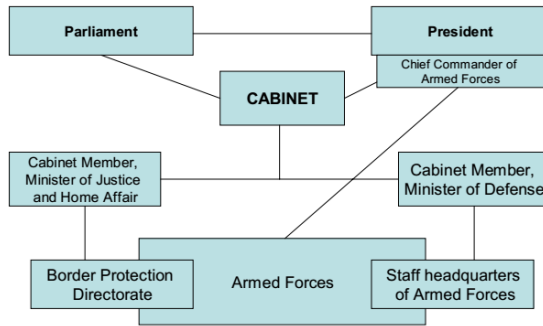 Parliament
President
Chief Commander of
Armed Forces
CABINET
Cabinet Member,
Minister of Justice
and Home Affair
Cabinet Member,
Minister of Defense
Border Protection
Directorate
Armed Forces
Staff headquarters
of Armed Forces